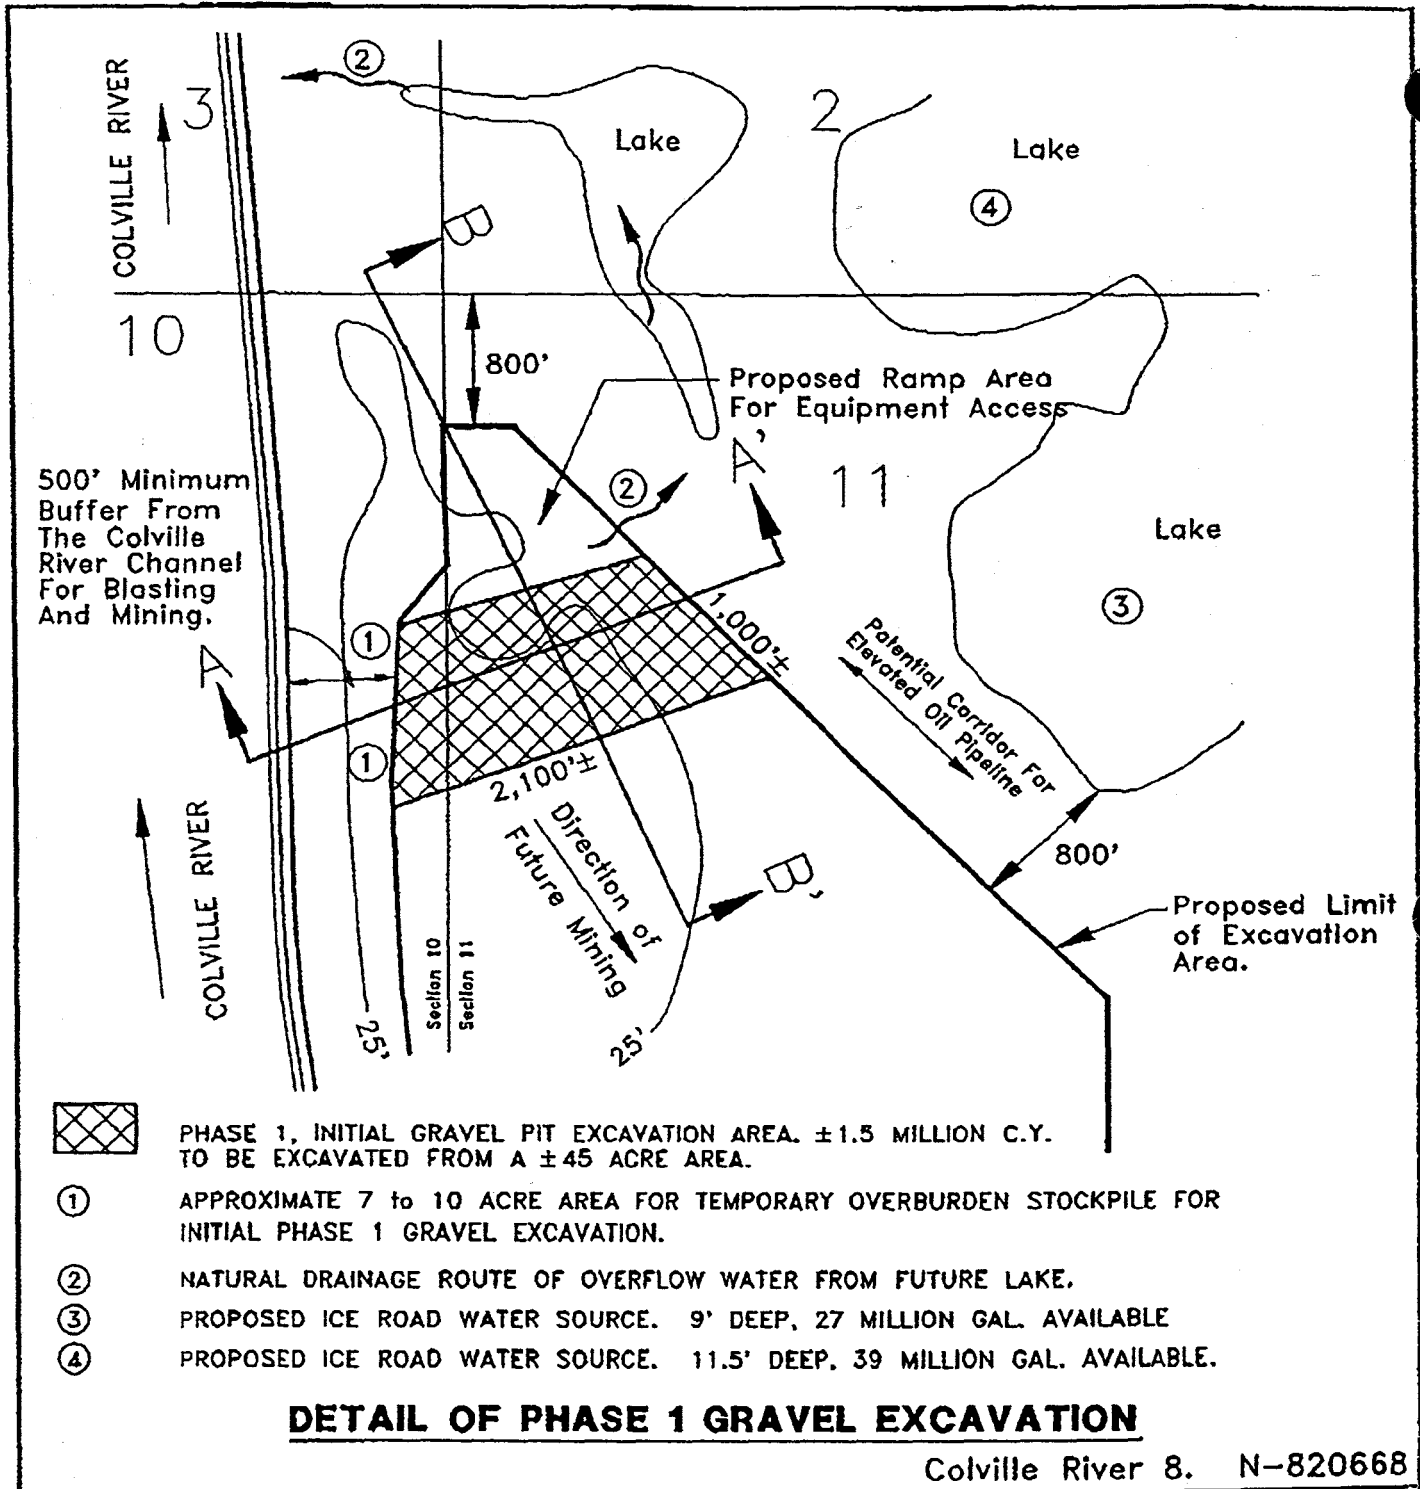 COLVILLE RIVER
3
②
Lake
2
Lake
④
B
10
800'
Proposed Ramp Area
For Equipment Access
A'
11
②
500' Minimum
Buffer From
The Colville
River Channel
For Blasting
And Mining.
Lake
③
①
A
1,000'±
Potential Corridor For
Elevated Oil Pipeline
①
2,100'±
Direction of
Future Mining
800'
B'
COLVILLE RIVER
Proposed Limit
of Excavation
Area.
Section 10
Section 11
25'
25'
PHASE 1, INITIAL GRAVEL PIT EXCAVATION AREA. ±1.5 MILLION C.Y.
TO BE EXCAVATED FROM A ±45 ACRE AREA.
① APPROXIMATE 7 to 10 ACRE AREA FOR TEMPORARY OVERBURDEN STOCKPILE FOR
INITIAL PHASE 1 GRAVEL EXCAVATION.
② NATURAL DRAINAGE ROUTE OF OVERFLOW WATER FROM FUTURE LAKE.
③ PROPOSED ICE ROAD WATER SOURCE. 9' DEEP, 27 MILLION GAL. AVAILABLE
④ PROPOSED ICE ROAD WATER SOURCE. 11.5' DEEP, 39 MILLION GAL. AVAILABLE.
DETAIL OF PHASE 1 GRAVEL EXCAVATION
Colville River 8. N-820668